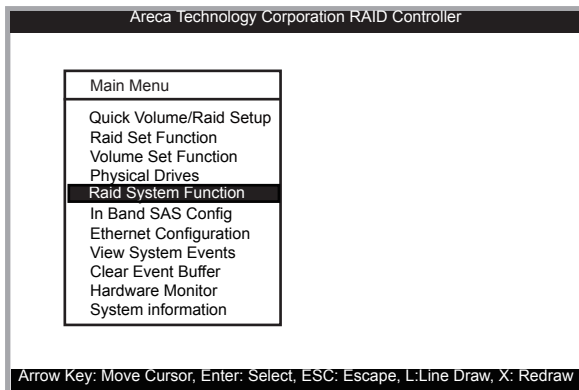 Areca Technology Corporation RAID Controller
Main Menu
Quick Volume/Raid Setup
Raid Set Function
Volume Set Function
Physical Drives
Raid System Function
In Band SAS Config
Ethernet Configuration
View System Events
Clear Event Buffer
Hardware Monitor
System information
Arrow Key: Move Cursor, Enter: Select, ESC: Escape, L:Line Draw, X: Redraw